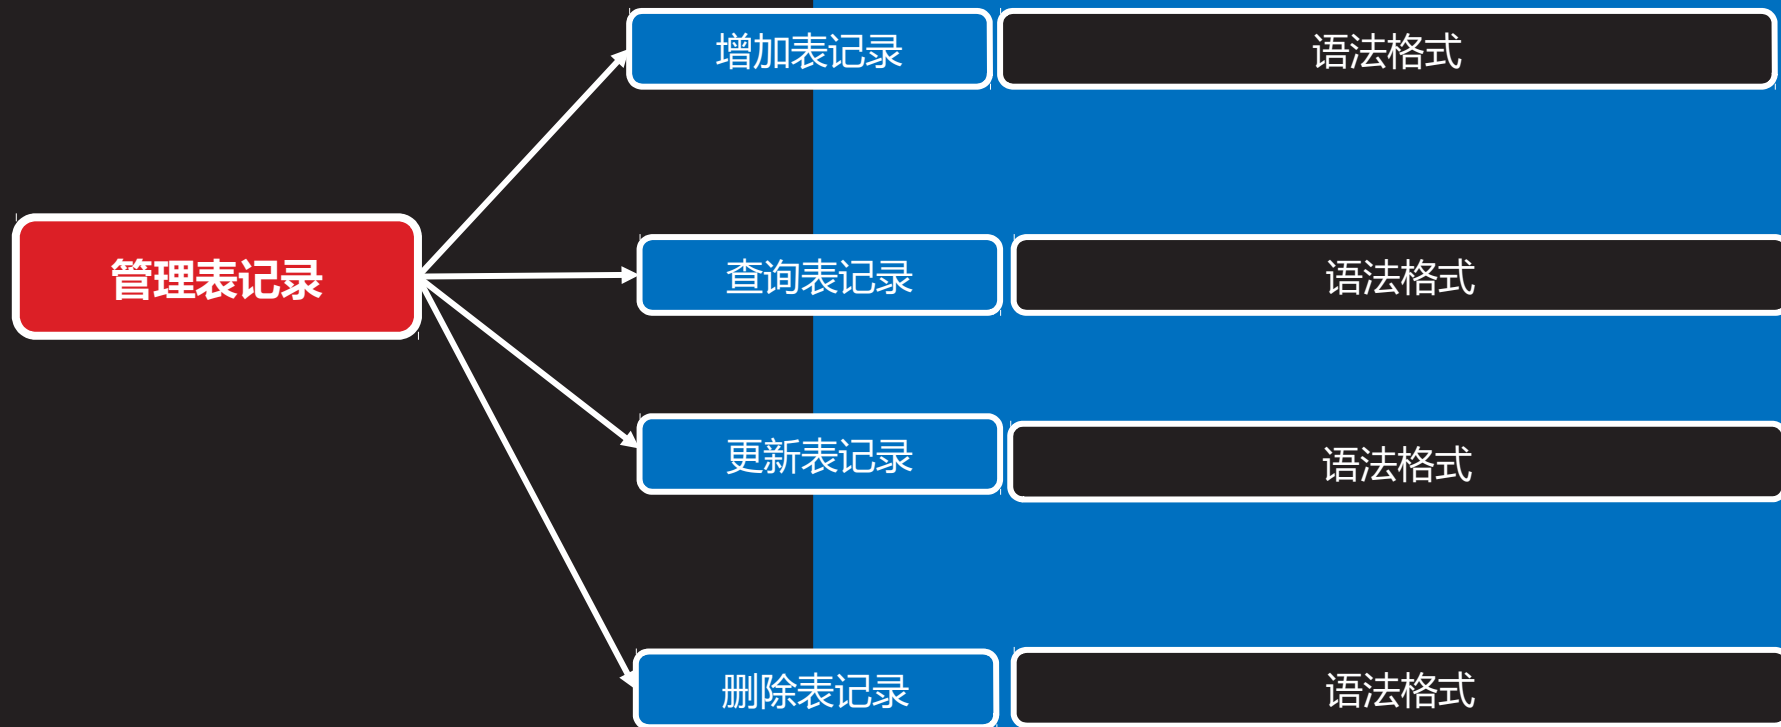 增加表记录
语法格式
管理表记录
查询表记录
语法格式
更新表记录
语法格式
删除表记录
语法格式